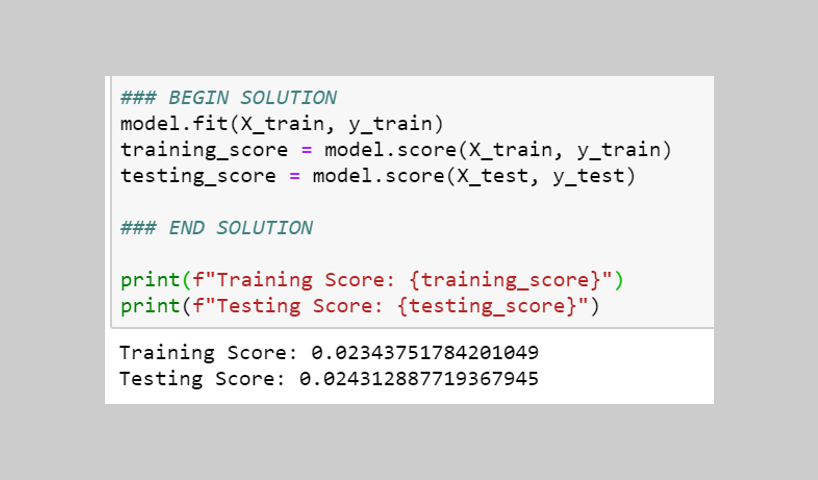 ### BEGIN SOLUTION
model.fit(X_train, y_train)
training_score = model.score(X_train, y_train)
testing_score = model.score(X_test, y_test)
### END SOLUTION
print(f"Training Score: {training_score}")
print(f"Testing Score: {testing_score}")
Training Score: 0.02343751784201049
Testing Score: 0.024312887719367945